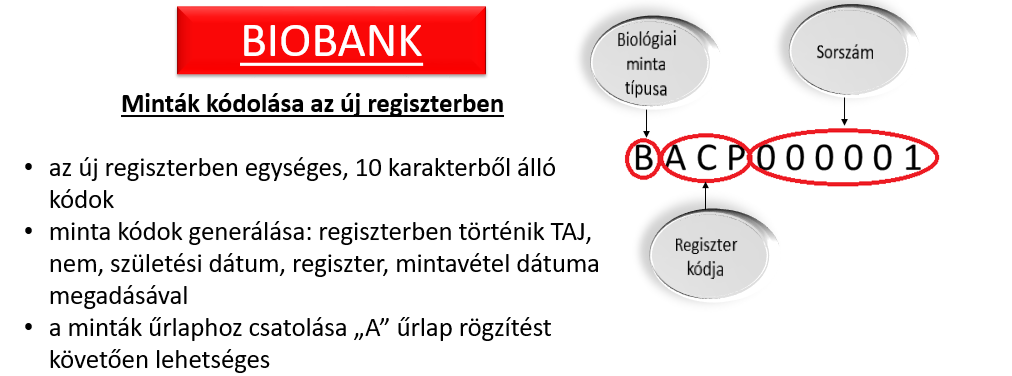 BIOBANK
Minták kódolása az új regiszterben
• az új regiszterben egységes, 10 karakterből álló
kódok
• minta kódok generálása: regiszterben történik TAJ,
nem, születési dátum, regiszter, mintavétel dátuma
megadásával
• a minták űrlaphoz csatolása „A” űrlap rögzítést
követően lehetséges
Biológiai
minta
típusa
Sorszám
B A C P 0 0 0 0 0 1
Regiszter
kódja